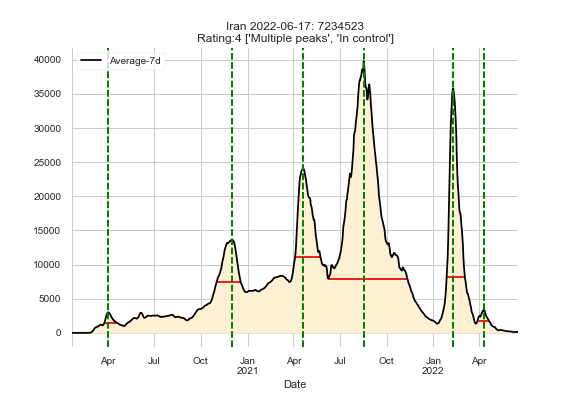 Iran 2022-06-17: 7234523
Rating:4 ['Multiple peaks', 'In control']
Average-7d
40000
35000
30000
25000
20000
15000
10000
5000
0
Apr Jul Oct Jan Apr Jul Oct Jan Apr
2021 2022
Date